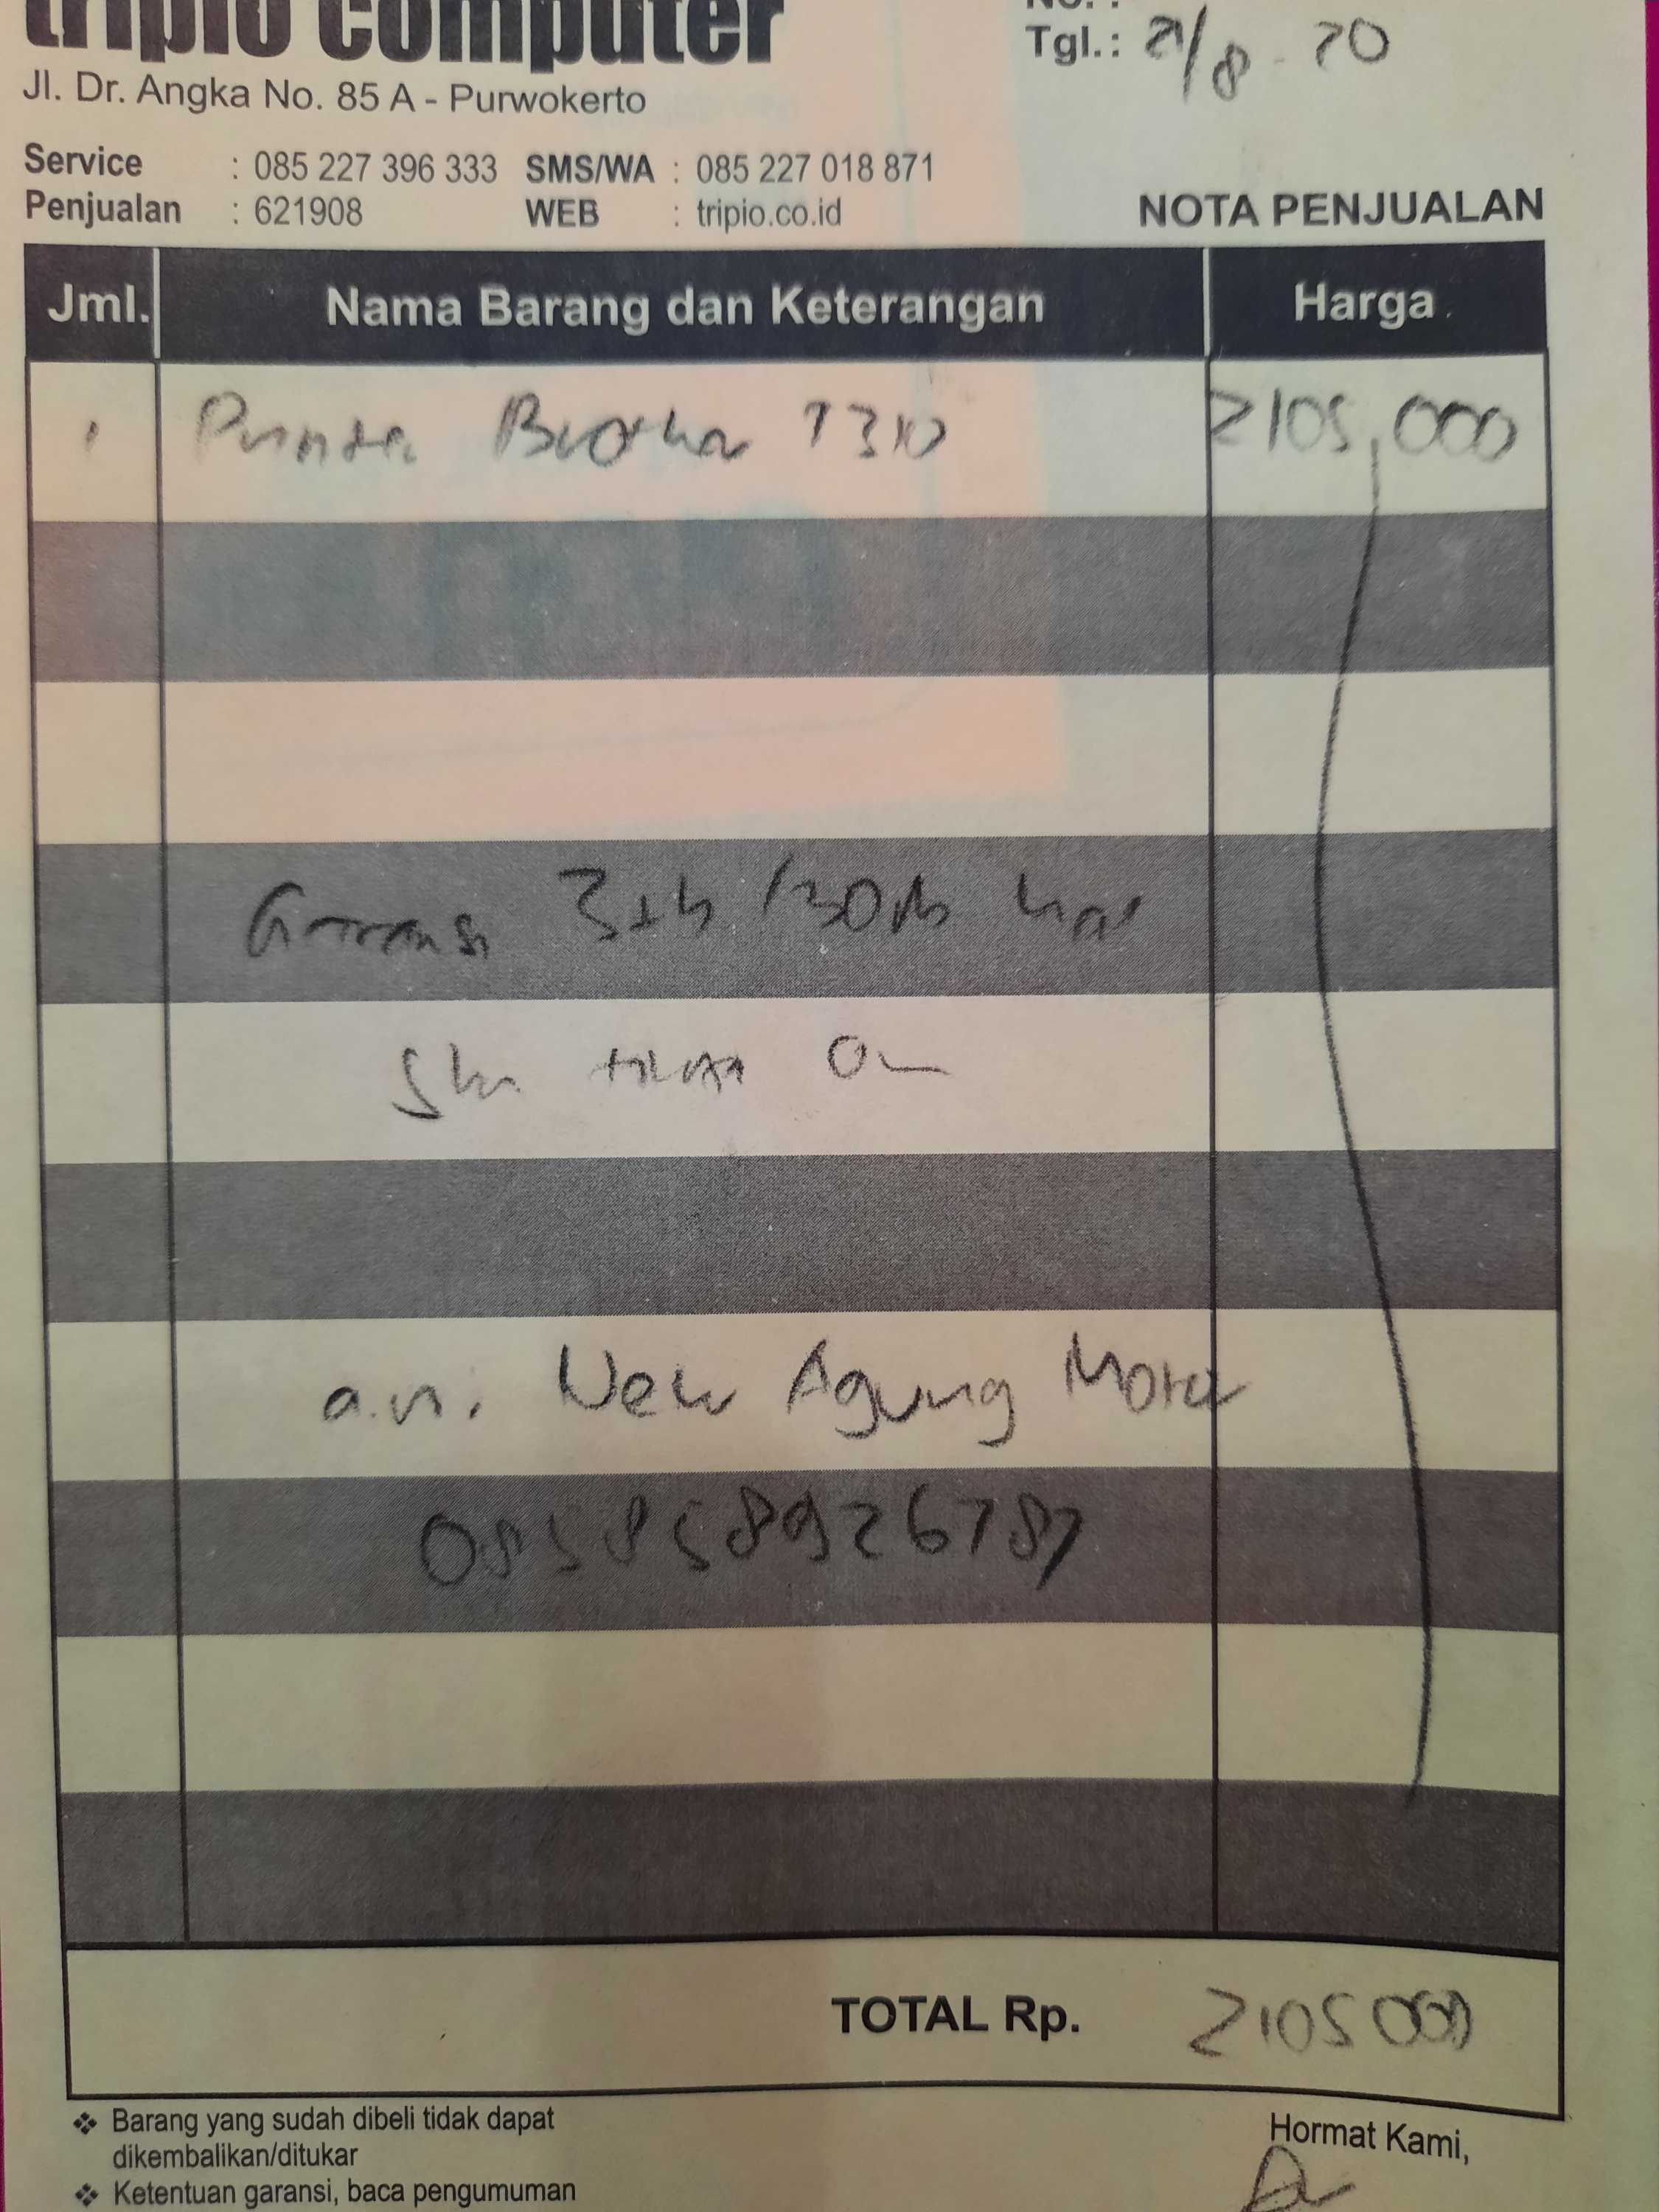 tripio computer
No. :
Tgl. : 21/8 - 20
Jl. Dr. Angka No. 85 A - Purwokerto
Service : 085 227 396 333 SMS/WA : 085 227 018 871
Penjualan : 621908 WEB : tripio.co.id
NOTA PENJUALAN
Jml. Nama Barang dan Keterangan Harga
1 Printer Brother T310 2105,000
Garansi 3th /30rb
a.n. New Agung Motor
085858926787
TOTAL Rp. 2105000
❖ Barang yang sudah dibeli tidak dapat
dikembalikan/ditukar
Hormat Kami,
❖ Ketentuan garansi, baca pengumuman